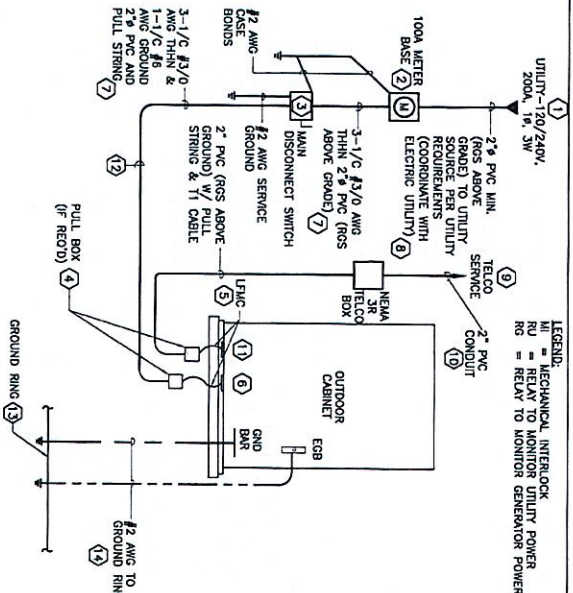 LEGEND:
MI = MECHANICAL INTERLOCK
RU = RELAY TO MONITOR UTILITY POWER
RG = RELAY TO MONITOR GENERATOR POWER
1
UTILITY-120/240V,
200A, 1ø, 3W
2"ø PVC MIN.
(RGS ABOVE
GRADE) TO UTILITY
SOURCE PER UTILITY
REQUIREMENTS
(COORDINATE WITH
ELECTRIC UTILITY)
8
100A METER
BASE 2
M
#2 AWG
CASE
BONDS
3-1/C #3/0 AWG
THHN 2"ø PVC (RGS
ABOVE GRADE)
7
3
MAIN
DISCONNECT SWITCH
#2 AWG SERVICE
GROUND
3-1/C #3/0
AWG THHN &
1-1/C #6
AWG GROUND
2"ø PVC AND
PULL STRING
7
12
9
TELCO
SERVICE
2" PVC
CONDUIT
10
NEMA
3R
TELCO
BOX
2" PVC (RGS ABOVE
GROUND) W/ PULL
STRING & T1 CABLE
LFMC
5
PULL BOX
(IF REQ'D) 4
11
6
OUTDOOR
CABINET
GND
BAR
EGB
GROUND RING 13
#2 AWG TO
GROUND RIN
14